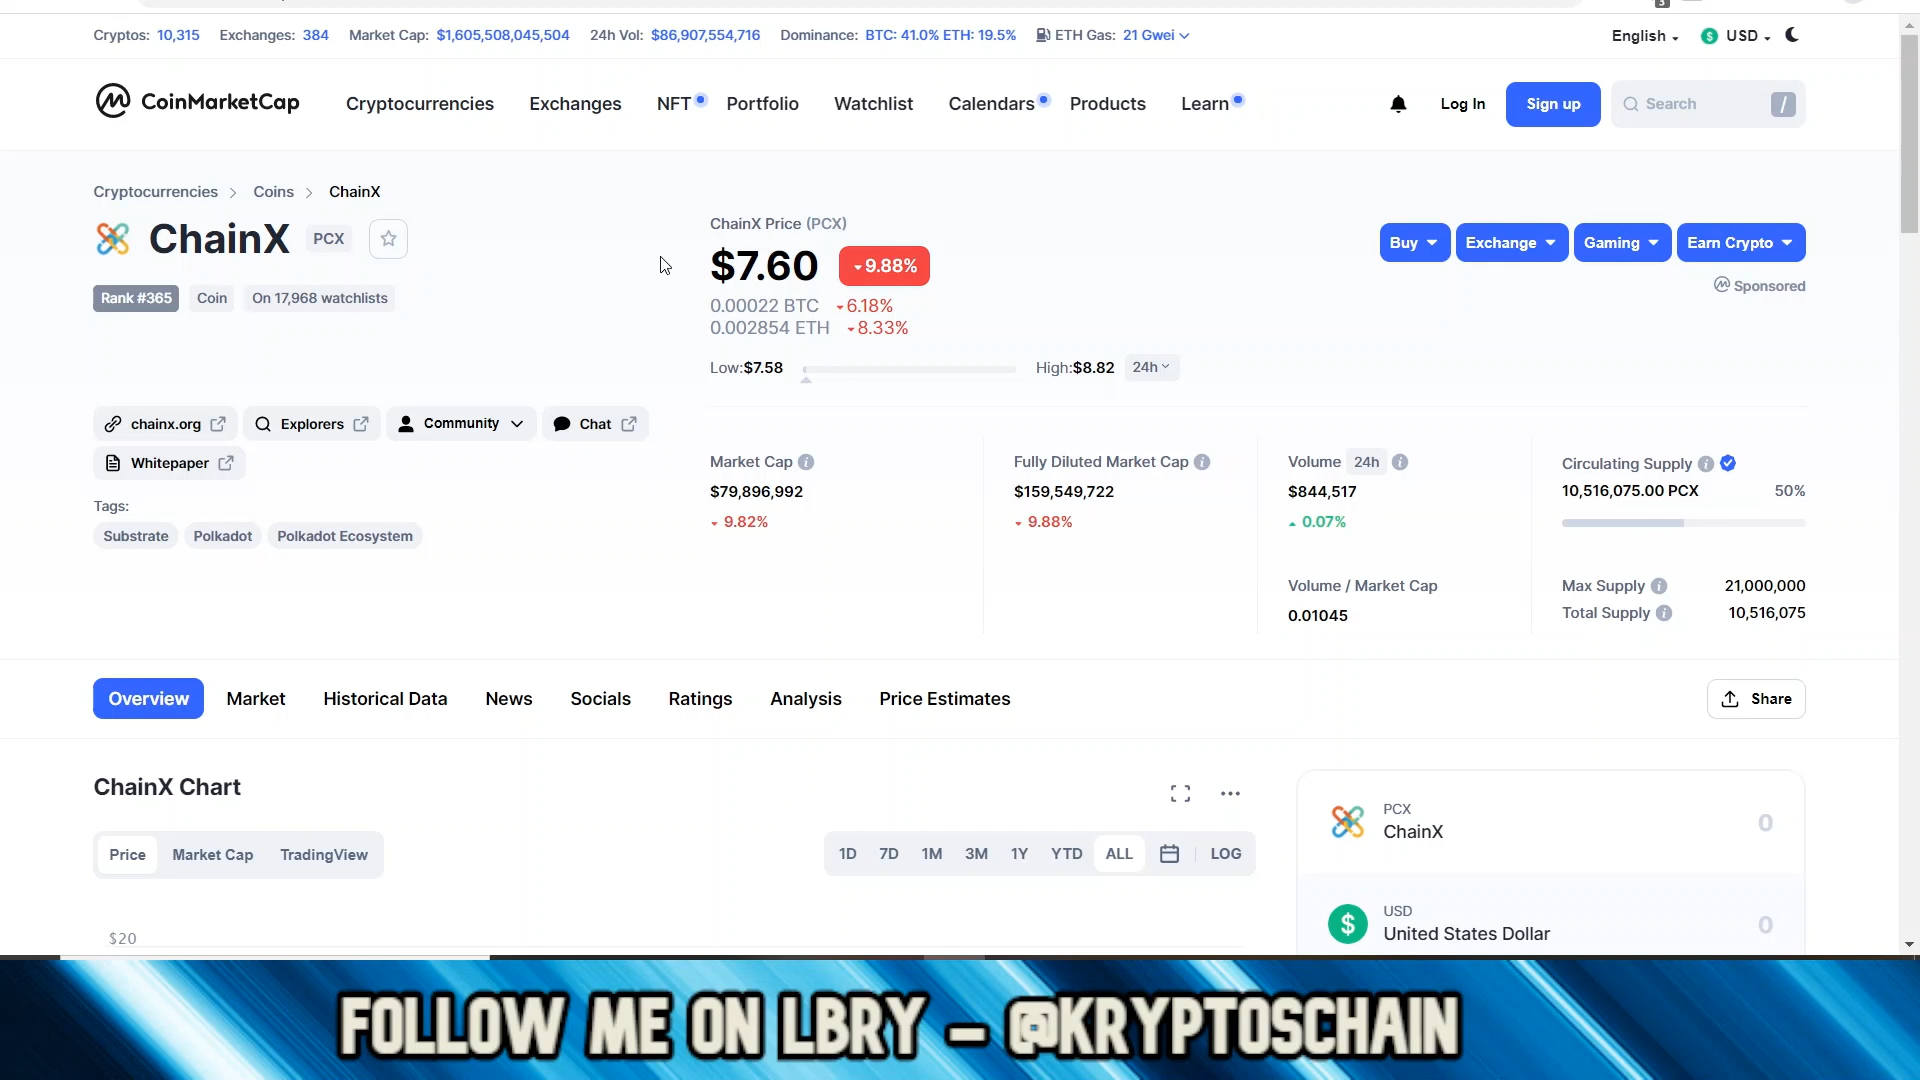 Cryptos: 10,315 Exchanges: 384 Market Cap: $1,605,508,045,504 24h Vol: $86,907,554,716 Dominance: BTC: 41.0% ETH: 19.5% ETH Gas: 21 Gwei English USD
CoinMarketCap Cryptocurrencies Exchanges NFT Portfolio Watchlist Calendars Products Learn Log In Sign up Search /
Cryptocurrencies > Coins > ChainX
ChainX PCX
Rank #365 Coin On 17,968 watchlists
ChainX Price (PCX)
$7.60 9.88%
0.00022 BTC 6.18%
0.002854 ETH 8.33%
Low:$7.58 High:$8.82 24h
Buy Exchange Gaming Earn Crypto
Sponsored
chainx.org Explorers Community Chat
Whitepaper
Tags:
Substrate Polkadot Polkadot Ecosystem
Market Cap
$79,896,992
9.82%
Fully Diluted Market Cap
$159,549,722
9.88%
Volume 24h
$844,517
0.07%
Volume / Market Cap
0.01045
Circulating Supply
10,516,075.00 PCX 50%
Max Supply 21,000,000
Total Supply 10,516,075
Overview Market Historical Data News Socials Ratings Analysis Price Estimates Share
ChainX Chart
Price Market Cap TradingView 1D 7D 1M 3M 1Y YTD ALL LOG
$20
PCX
ChainX 0
USD
United States Dollar 0
FOLLOW ME ON LBRY - @KRYPTOSCHAIN